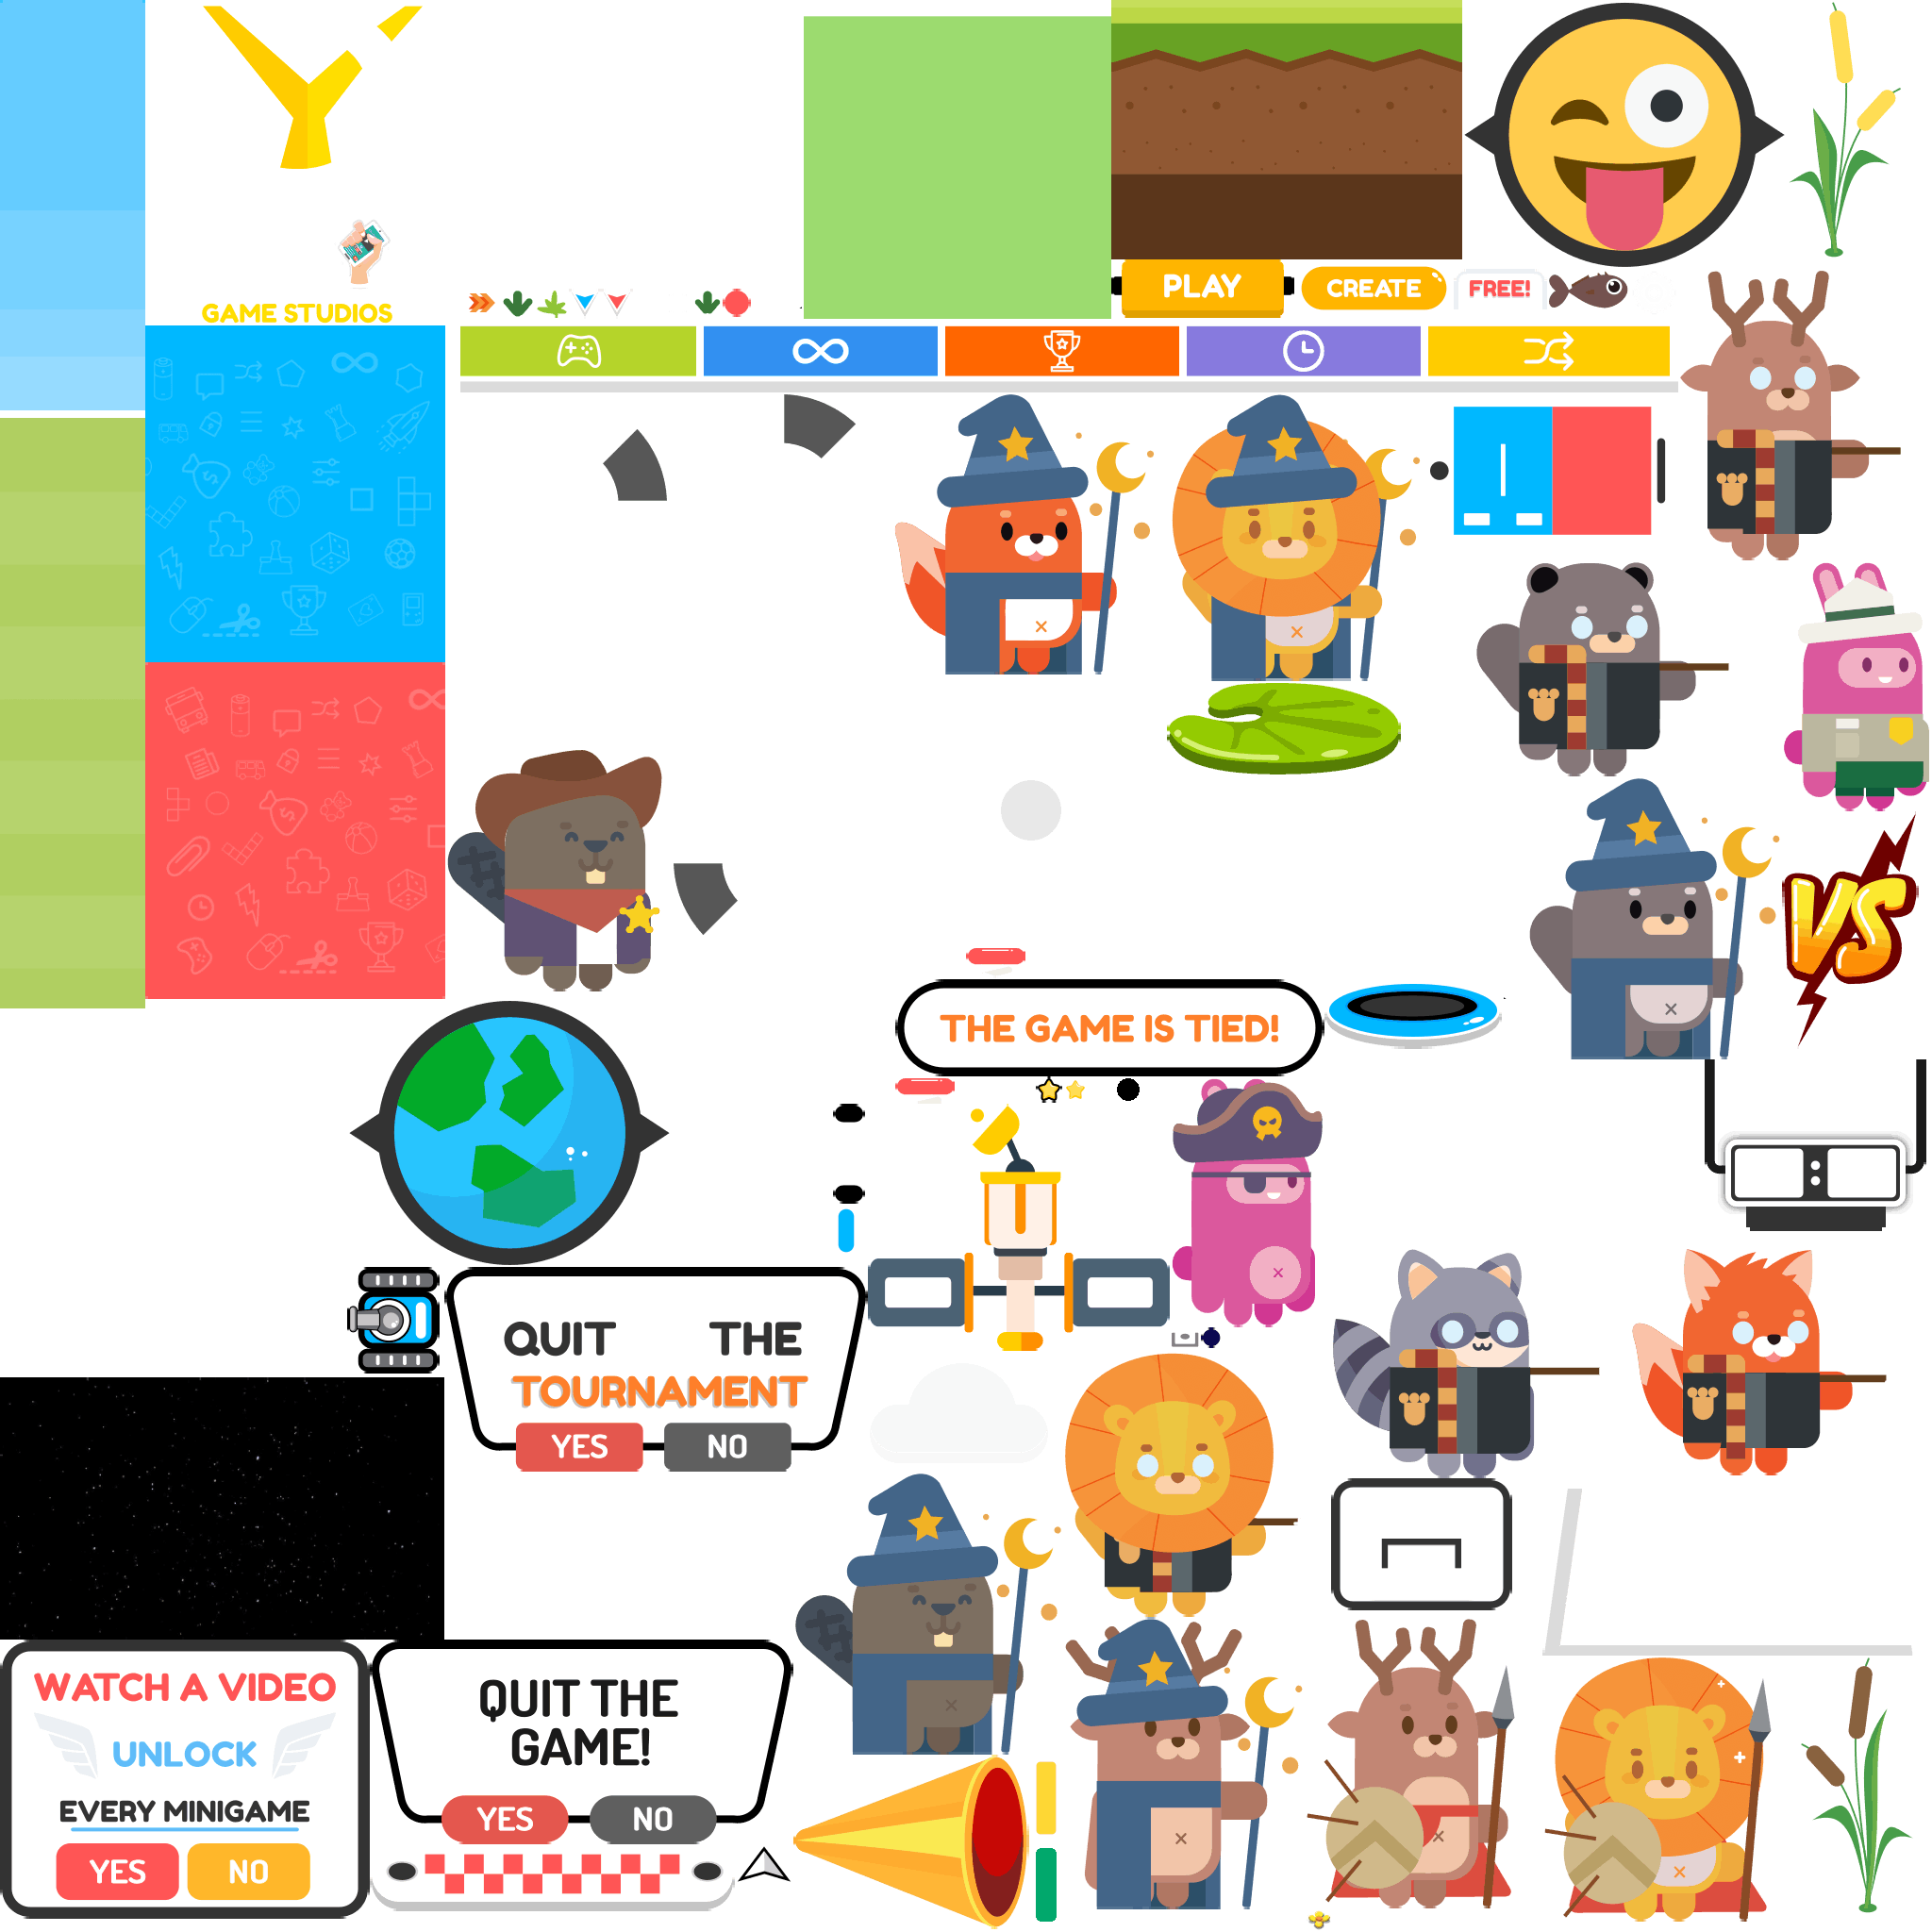 GAME STUDIOS
PLAY
CREATE
FREE!
VS
THE GAME IS TIED!
QUIT THE
TOURNAMENT
YES
NO
WATCH A VIDEO
UNLOCK
EVERY MINIGAME
YES
NO
QUIT THE
GAME!
YES
NO